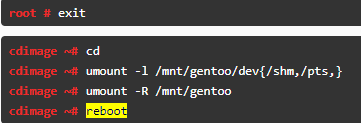 root # exit
cdimage ~# cd
cdimage ~# umount -l /mnt/gentoo/dev{/shm,/pts,}
cdimage ~# umount -R /mnt/gentoo
cdimage ~# reboot